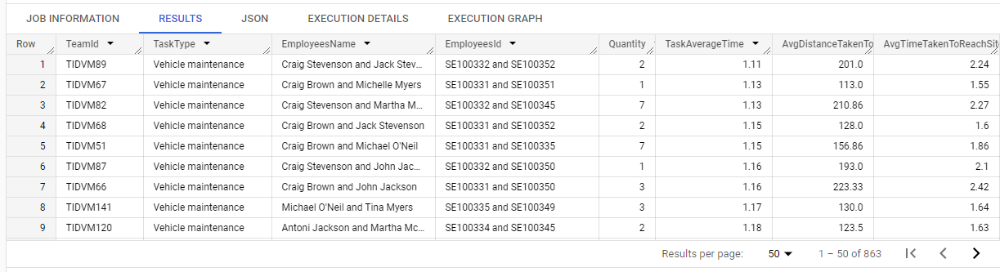 JOB INFORMATION RESULTS JSON EXECUTION DETAILS EXECUTION GRAPH
Row TeamId TaskType EmployeesName EmployeesId Quantity TaskAverageTime AvgDistanceTakenTo AvgTimeTakenToReachSite
1 TIDVM89 Vehicle maintenance Craig Stevenson and Jack Stev... SE100332 and SE100352 2 1.11 201.0 2.24
2 TIDVM67 Vehicle maintenance Craig Brown and Michelle Myers SE100331 and SE100351 1 1.13 113.0 1.55
3 TIDVM82 Vehicle maintenance Craig Stevenson and Martha M... SE100332 and SE100345 7 1.13 210.86 2.27
4 TIDVM68 Vehicle maintenance Craig Brown and Jack Stevenson SE100331 and SE100352 2 1.15 128.0 1.6
5 TIDVM51 Vehicle maintenance Craig Brown and Michael O'Neil SE100331 and SE100335 7 1.15 156.86 1.86
6 TIDVM87 Vehicle maintenance Craig Stevenson and John Jac... SE100332 and SE100350 1 1.16 193.0 2.1
7 TIDVM66 Vehicle maintenance Craig Brown and John Jackson SE100331 and SE100350 3 1.16 223.33 2.42
8 TIDVM141 Vehicle maintenance Michael O'Neil and Tina Myers SE100335 and SE100349 3 1.17 130.0 1.64
9 TIDVM120 Vehicle maintenance Antoni Jackson and Martha Mc... SE100334 and SE100345 2 1.18 123.5 1.63
Results per page: 50 1 – 50 of 863